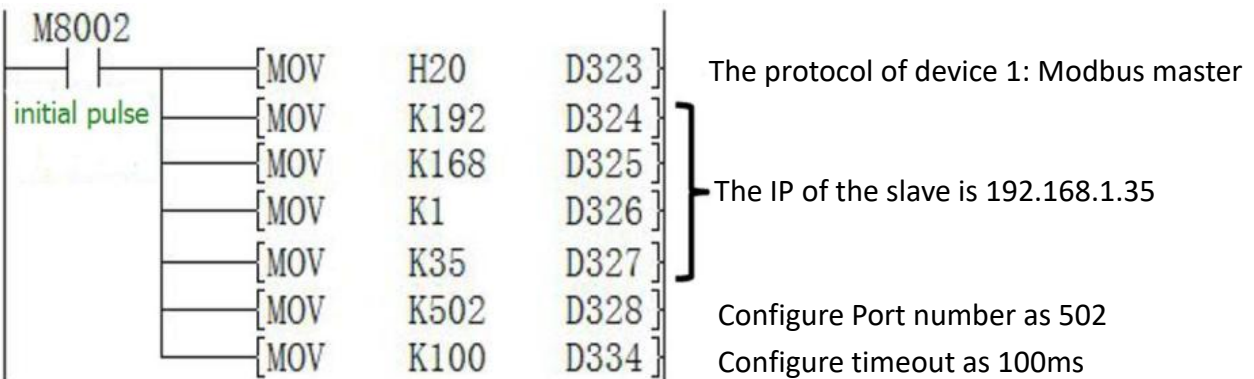 M8002
[MOV H20 D323] The protocol of device 1: Modbus master
initial pulse [MOV K192 D324]
[MOV K168 D325]
The IP of the slave is 192.168.1.35
[MOV K1 D326]
[MOV K35 D327]
[MOV K502 D328] Configure Port number as 502
[MOV K100 D334] Configure timeout as 100ms